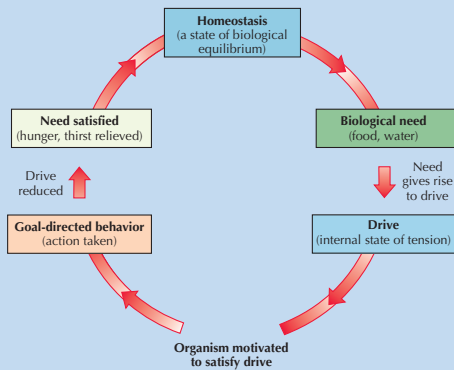 Homeostasis
(a state of biological
equilibrium)
Biological need
(food, water)
Need
gives rise
to drive
Drive
(internal state of tension)
Organism motivated
to satisfy drive
Goal-directed behavior
(action taken)
Drive
reduced
Need satisfied
(hunger, thirst relieved)